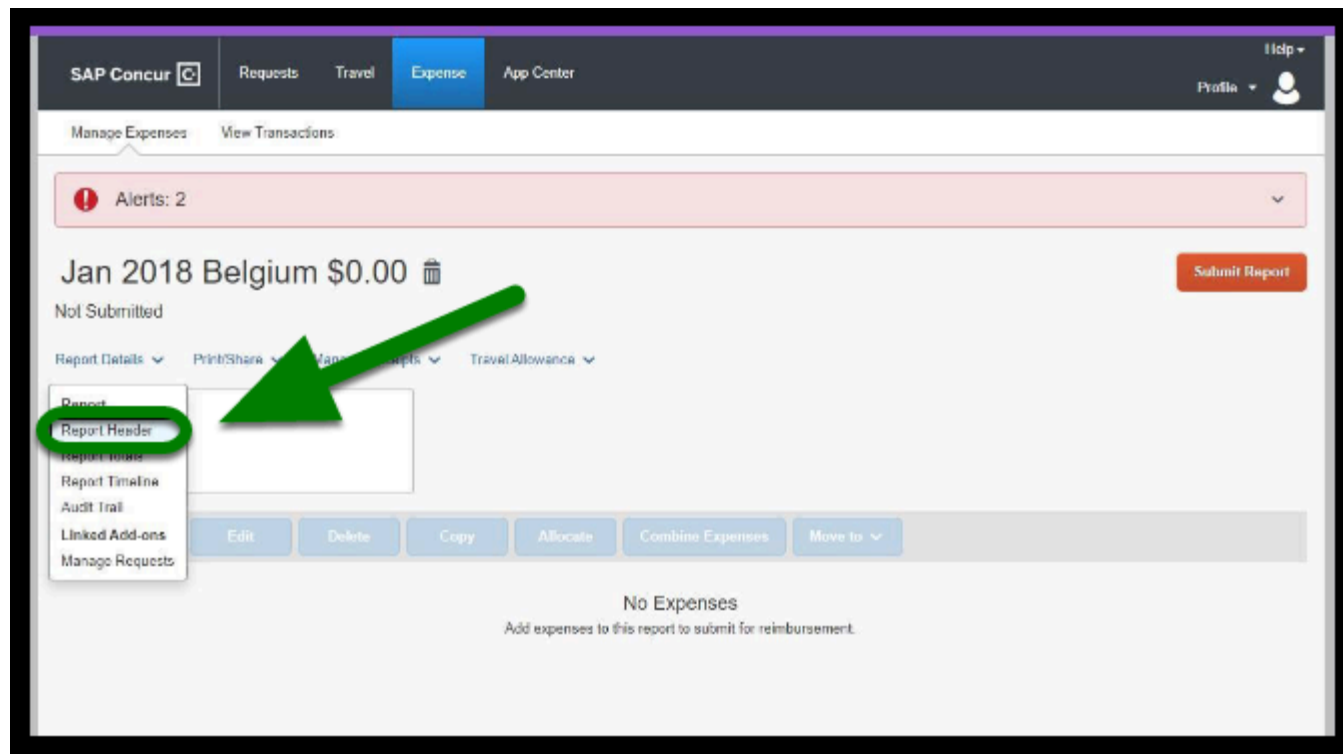 Help
SAP Concur C Requests Travel Expense App Center
Profile
Manage Expenses View Transactions
Alerts: 2
Jan 2018 Belgium $0.00
Submit Report
Not Submitted
Report Details Print/Share Travel Allowance
Report
Report Header
Report Totals
Report Timeline
Audit Trail
Linked Add-ons
Manage Requests
Edit Delete Copy Allocate Combine Expenses Move to
No Expenses
Add expenses to this report to submit for reimbursement.